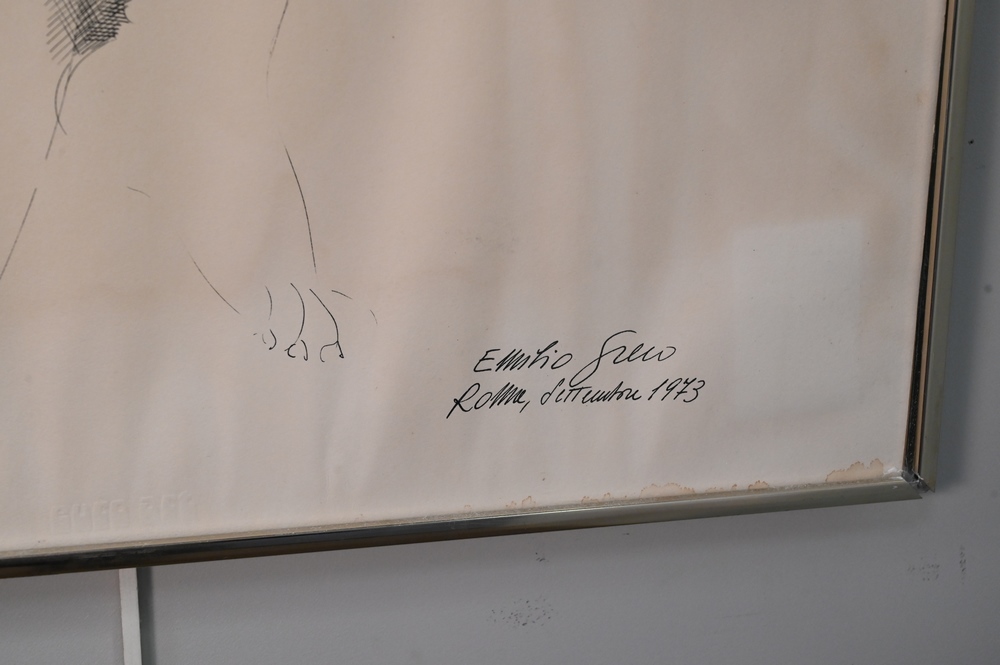 Emilio Greco
Roma, Settembre 1973